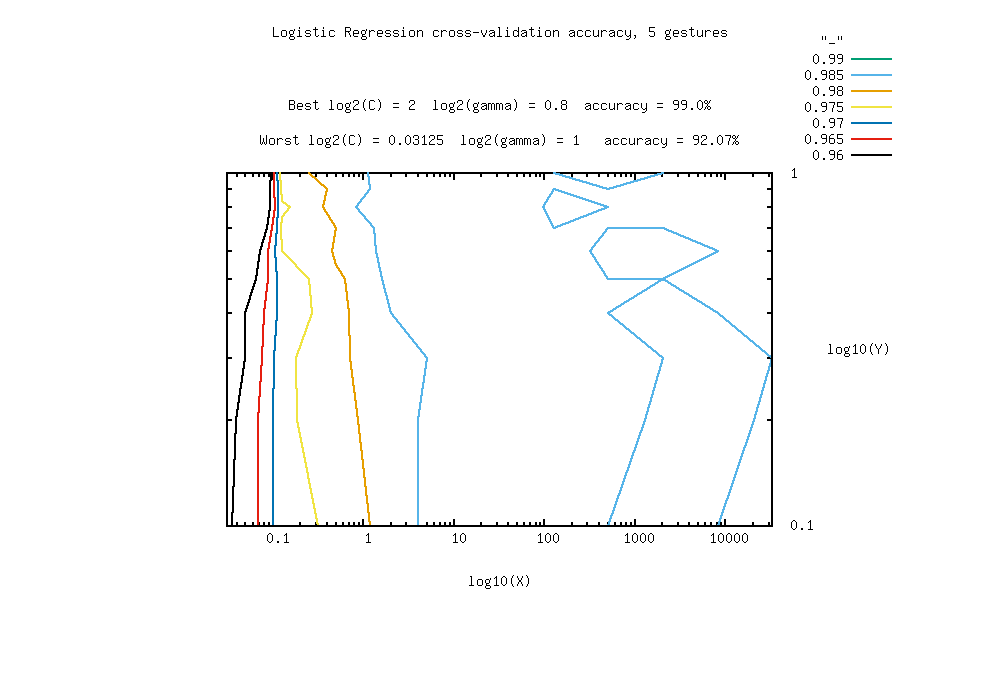 Logistic Regression cross-validation accuracy, 5 gestures
"_"
0.99
0.985
0.98
0.975
0.97
0.965
0.96
Best log2(C) = 2  log2(gamma) = 0.8  accuracy = 99.0%
Worst log2(C) = 0.03125  log2(gamma) = 1   accuracy = 92.07%
1
log10(Y)
0.1
0.1 1 10 100 1000 10000
log10(X)